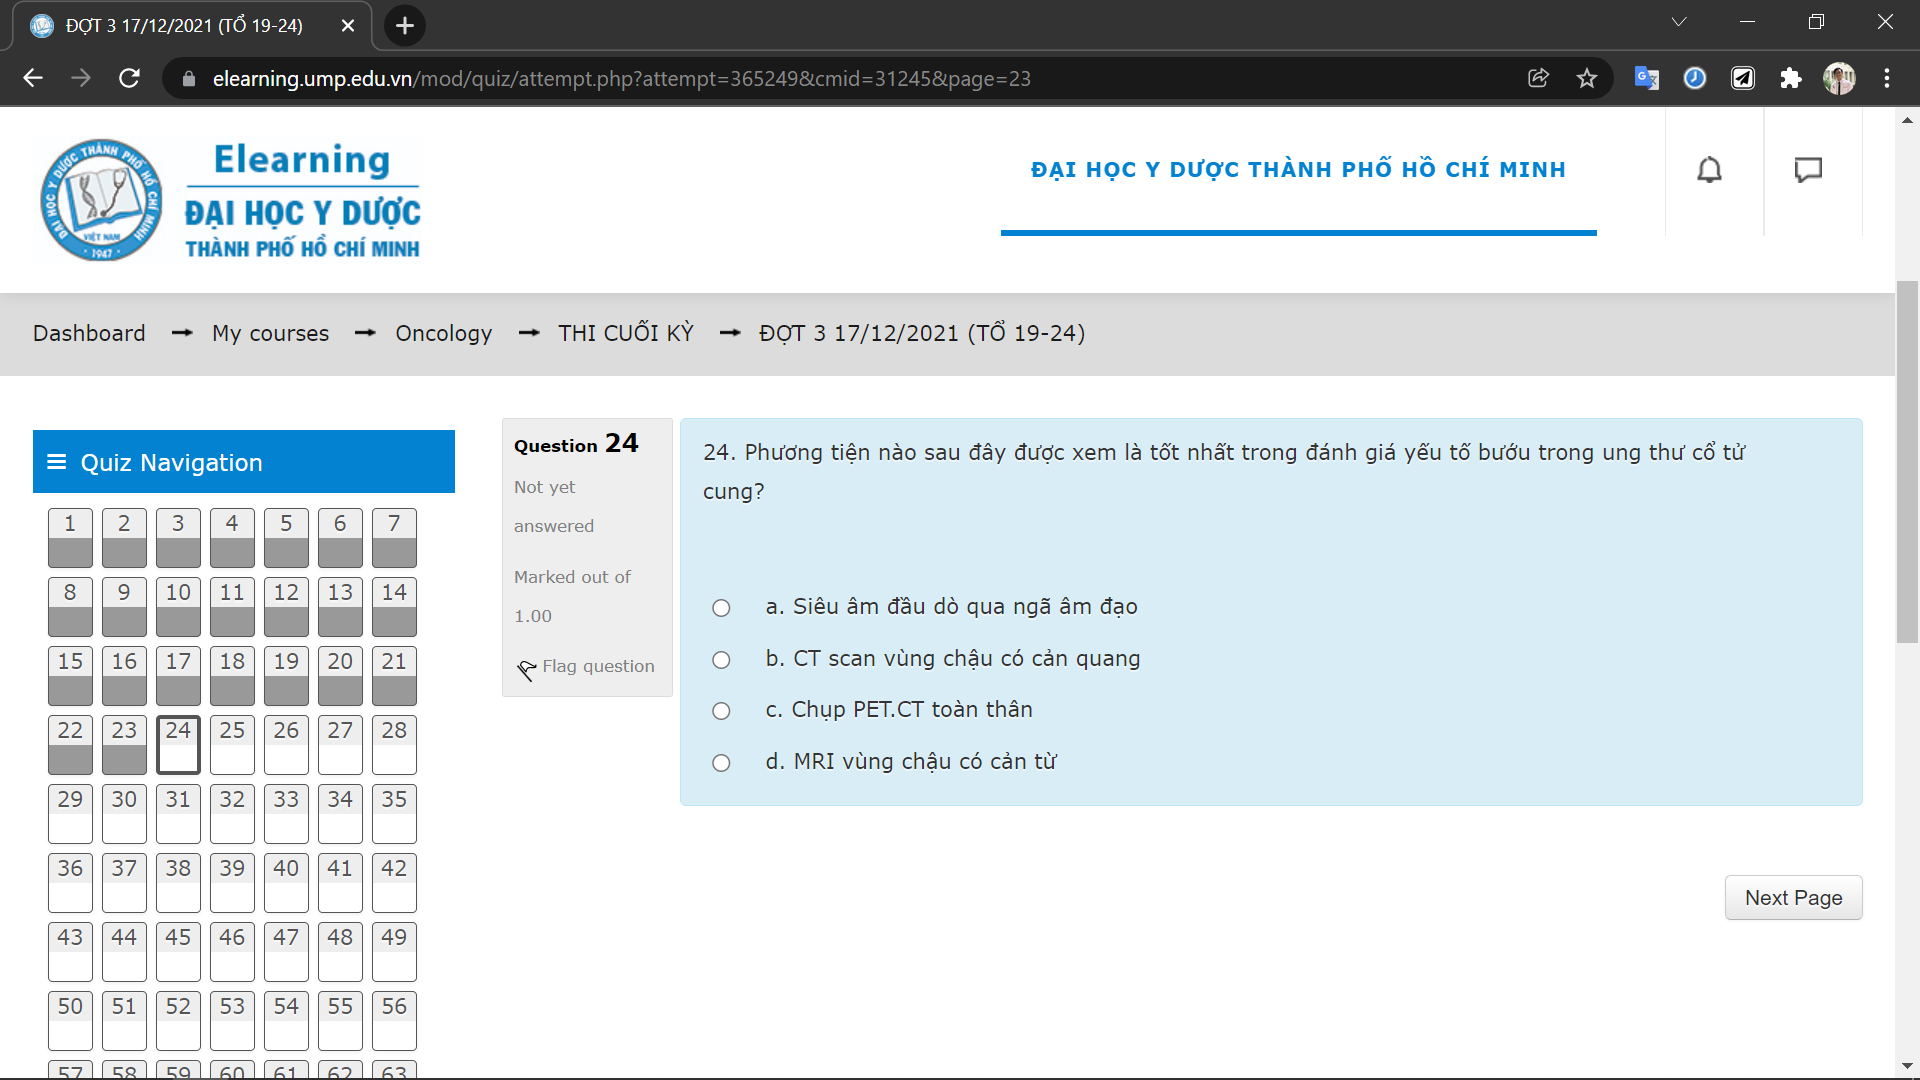 ĐỢT 3 17/12/2021 (TỔ 19-24)
elearning.ump.edu.vn/mod/quiz/attempt.php?attempt=365249&cmid=31245&page=23
ĐẠI HỌC Y DƯỢC THÀNH PHỐ HỒ CHÍ MINH
VIỆT NAM
1947
Elearning
ĐẠI HỌC Y DƯỢC
THÀNH PHỐ HỒ CHÍ MINH
ĐẠI HỌC Y DƯỢC THÀNH PHỐ HỒ CHÍ MINH
Dashboard → My courses → Oncology → THI CUỐI KỲ → ĐỢT 3 17/12/2021 (TỔ 19-24)
Quiz Navigation
1 2 3 4 5 6 7
8 9 10 11 12 13 14
15 16 17 18 19 20 21
22 23 24 25 26 27 28
29 30 31 32 33 34 35
36 37 38 39 40 41 42
43 44 45 46 47 48 49
50 51 52 53 54 55 56
57 58 59 60 61 62 63
Question 24
Not yet
answered
Marked out of
1.00
Flag question
24. Phương tiện nào sau đây được xem là tốt nhất trong đánh giá yếu tố bướu trong ung thư cổ tử
cung?
a. Siêu âm đầu dò qua ngã âm đạo
b. CT scan vùng chậu có cản quang
c. Chụp PET.CT toàn thân
d. MRI vùng chậu có cản từ
Next Page